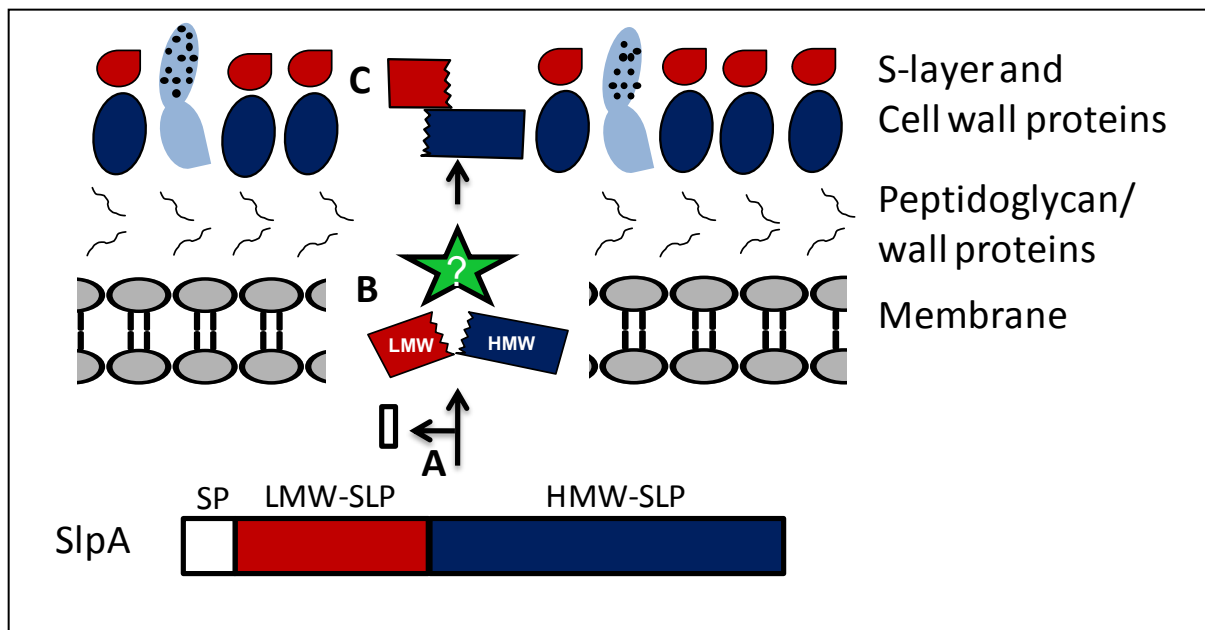 C
S-layer and
Cell wall proteins
Peptidoglycan/
wall proteins
?
B
Membrane
LMW
HMW
A
SP
LMW-SLP
HMW-SLP
SlpA